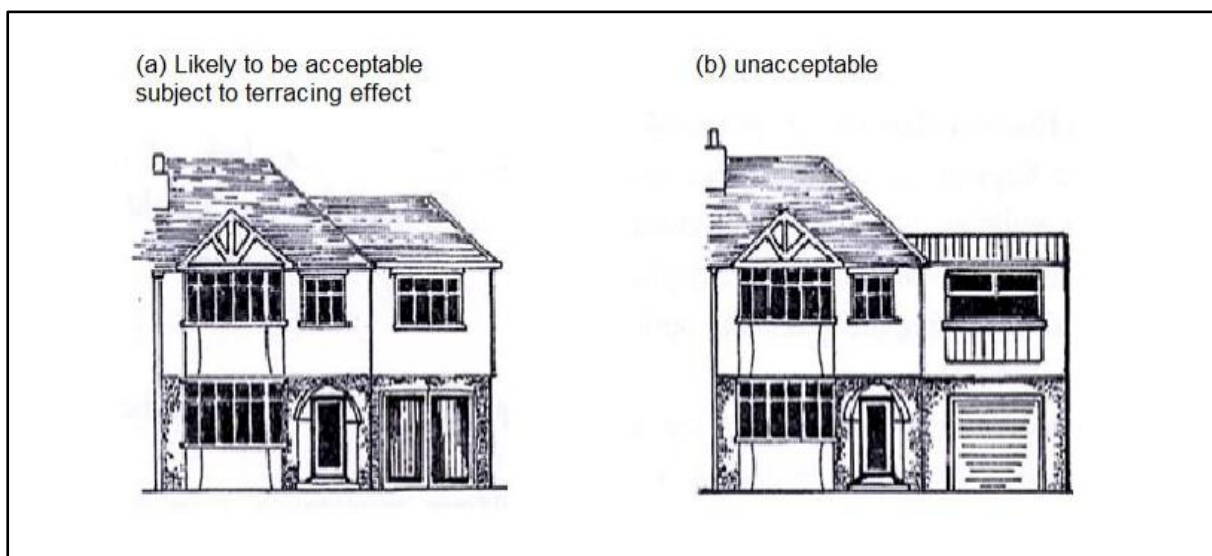 (a) Likely to be acceptable
subject to terracing effect
(b) unacceptable